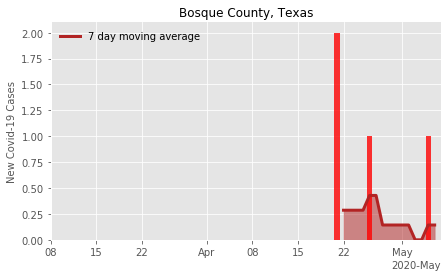 Bosque County, Texas
7 day moving average
New Covid-19 Cases
2.00
1.75
1.50
1.25
1.00
0.75
0.50
0.25
0.00
08
15
22
Apr
08
15
22
May
2020-May